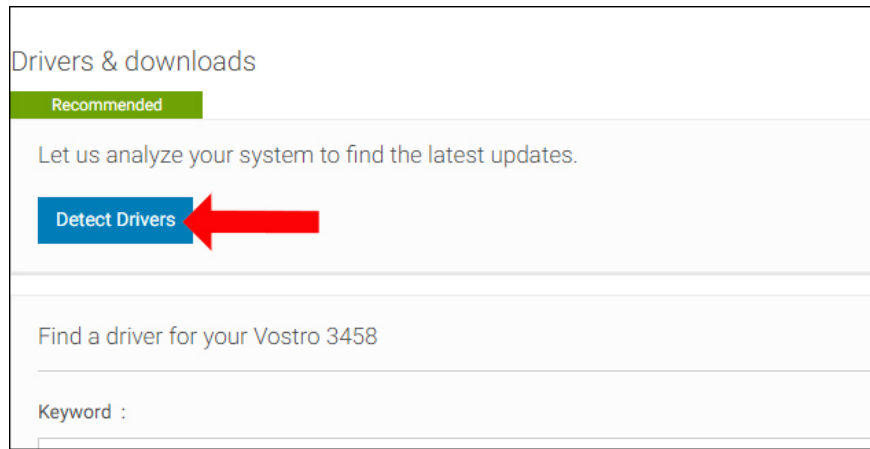 Drivers & downloads
Recommended
Let us analyze your system to find the latest updates.
Detect Drivers
Find a driver for your Vostro 3458
Keyword :